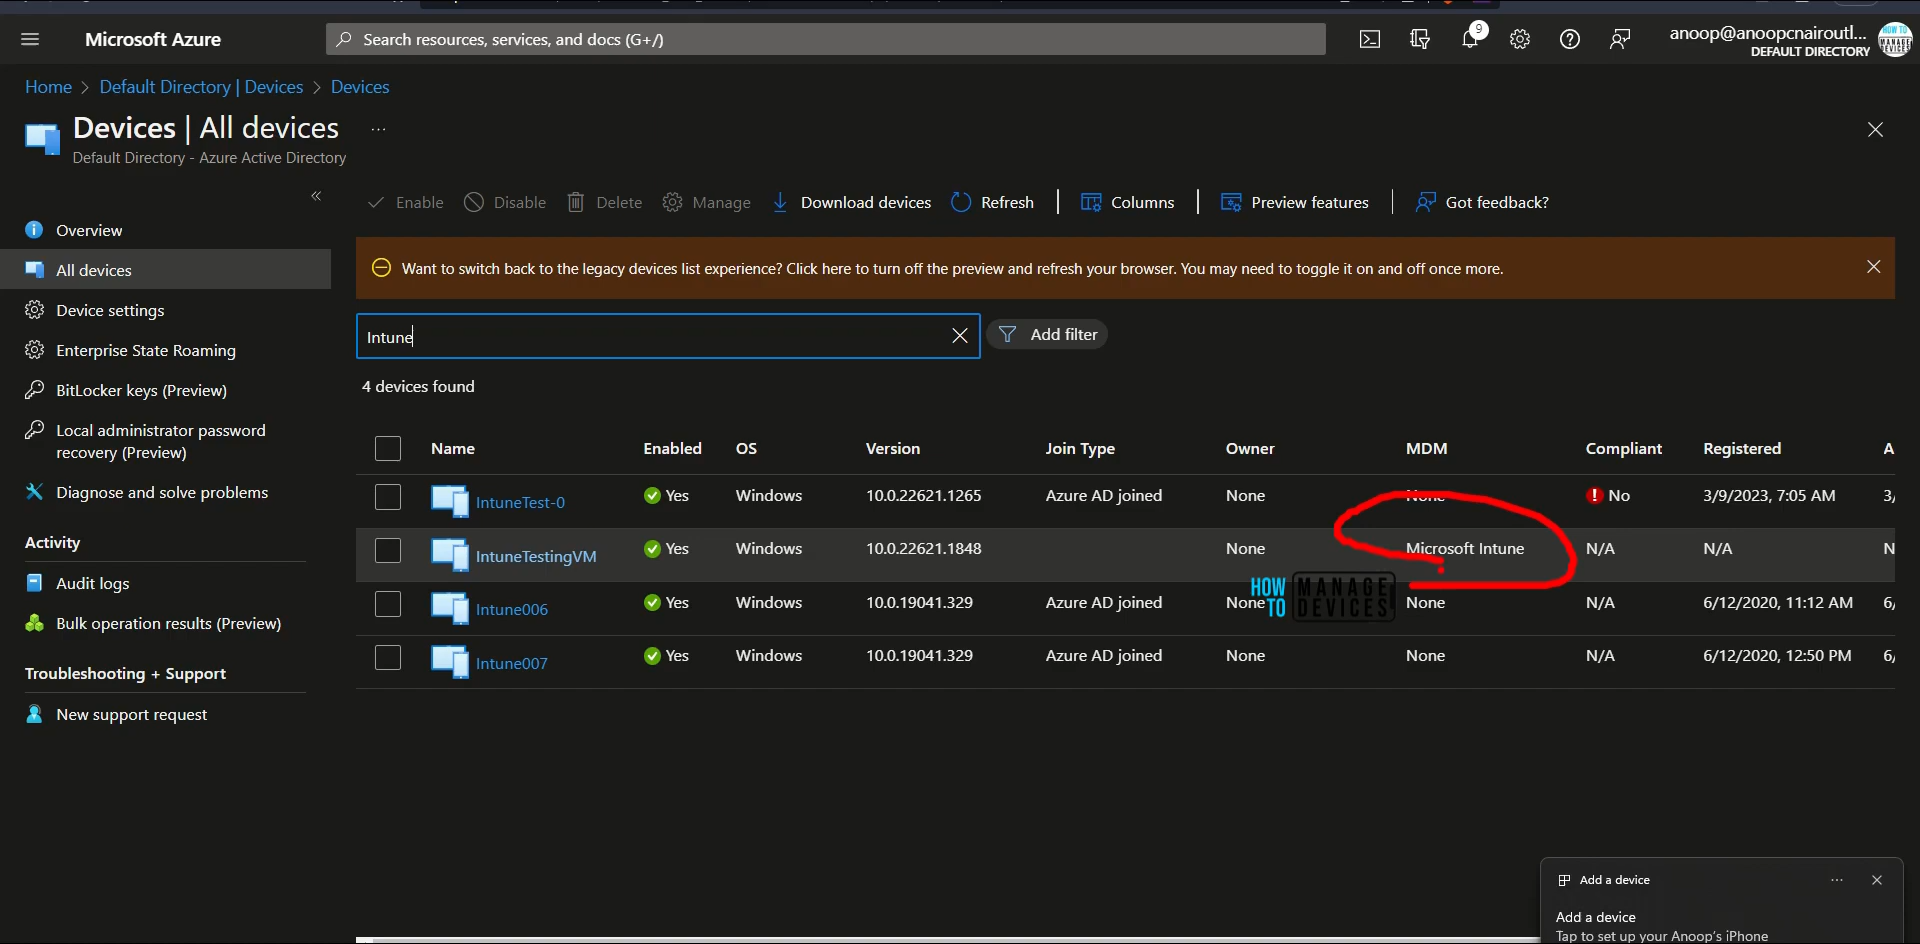 Microsoft Azure
Search resources, services, and docs (G+/)
9
anoop@anoopcnairoutl...
DEFAULT DIRECTORY
HOW TO
MANAGE
DEVICES
Home > Default Directory | Devices > Devices
Devices | All devices ...
Default Directory - Azure Active Directory
«
Enable Disable Delete Manage Download devices Refresh | Columns | Preview features | Got feedback?
Overview
All devices
Device settings
Enterprise State Roaming
BitLocker keys (Preview)
Local administrator password
recovery (Preview)
Diagnose and solve problems
Activity
Audit logs
Bulk operation results (Preview)
Troubleshooting + Support
New support request
Want to switch back to the legacy devices list experience? Click here to turn off the preview and refresh your browser. You may need to toggle it on and off once more.
Intune
Add filter
4 devices found
Name Enabled OS Version Join Type Owner MDM Compliant Registered A
IntuneTest-0 Yes Windows 10.0.22621.1265 Azure AD joined None None No 3/9/2023, 7:05 AM 3/
IntuneTestingVM Yes Windows 10.0.22621.1848 None Microsoft Intune N/A N/A N
Intune006 Yes Windows 10.0.19041.329 Azure AD joined None None N/A 6/12/2020, 11:12 AM 6/
Intune007 Yes Windows 10.0.19041.329 Azure AD joined None None N/A 6/12/2020, 12:50 PM 6/
HOW TO
MANAGE
DEVICES
Add a device ...
Add a device
Tap to set up your Anoop's iPhone